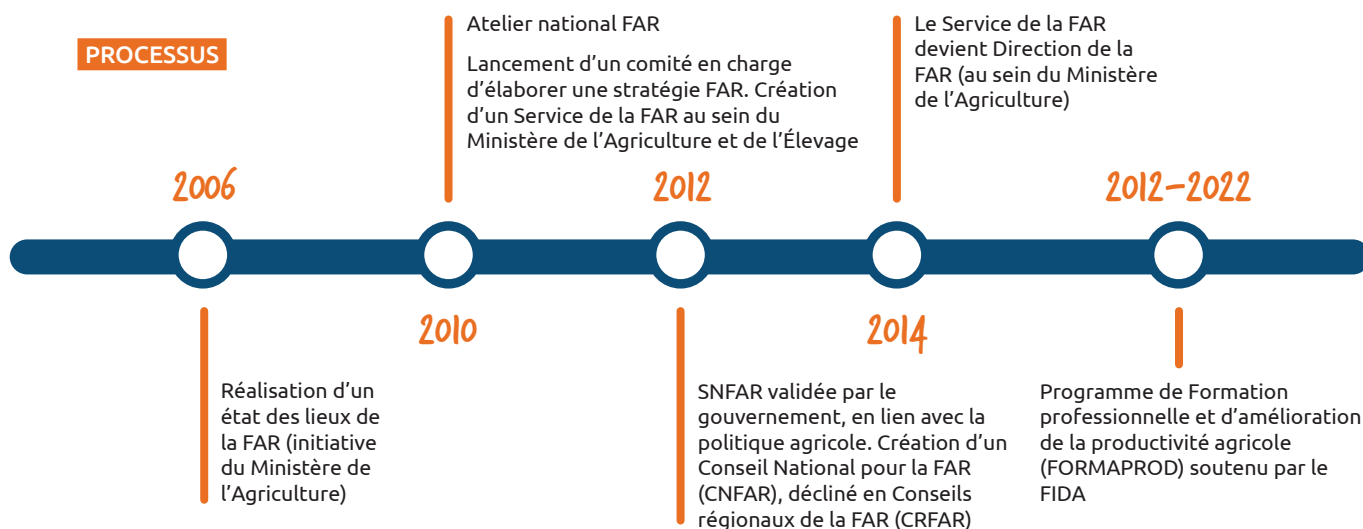 PROCESSUS
2006
Réalisation d’un
état des lieux de
la FAR (initiative
du Ministère de
l’Agriculture)
Atelier national FAR
Lancement d’un comité en charge
d’élaborer une stratégie FAR. Création
d’un Service de la FAR au sein du
Ministère de l’Agriculture et de l’Élevage
2010
2012
SNFAR validée par le
gouvernement, en lien avec la
politique agricole. Création d’un
Conseil National pour la FAR
(CNFAR), décliné en Conseils
régionaux de la FAR (CRFAR)
Le Service de la FAR
devient Direction de la
FAR (au sein du Ministère
de l’Agriculture)
2014
2012–2022
Programme de Formation
professionnelle et d’amélioration
de la productivité agricole
(FORMAPROD) soutenu par le
FIDA